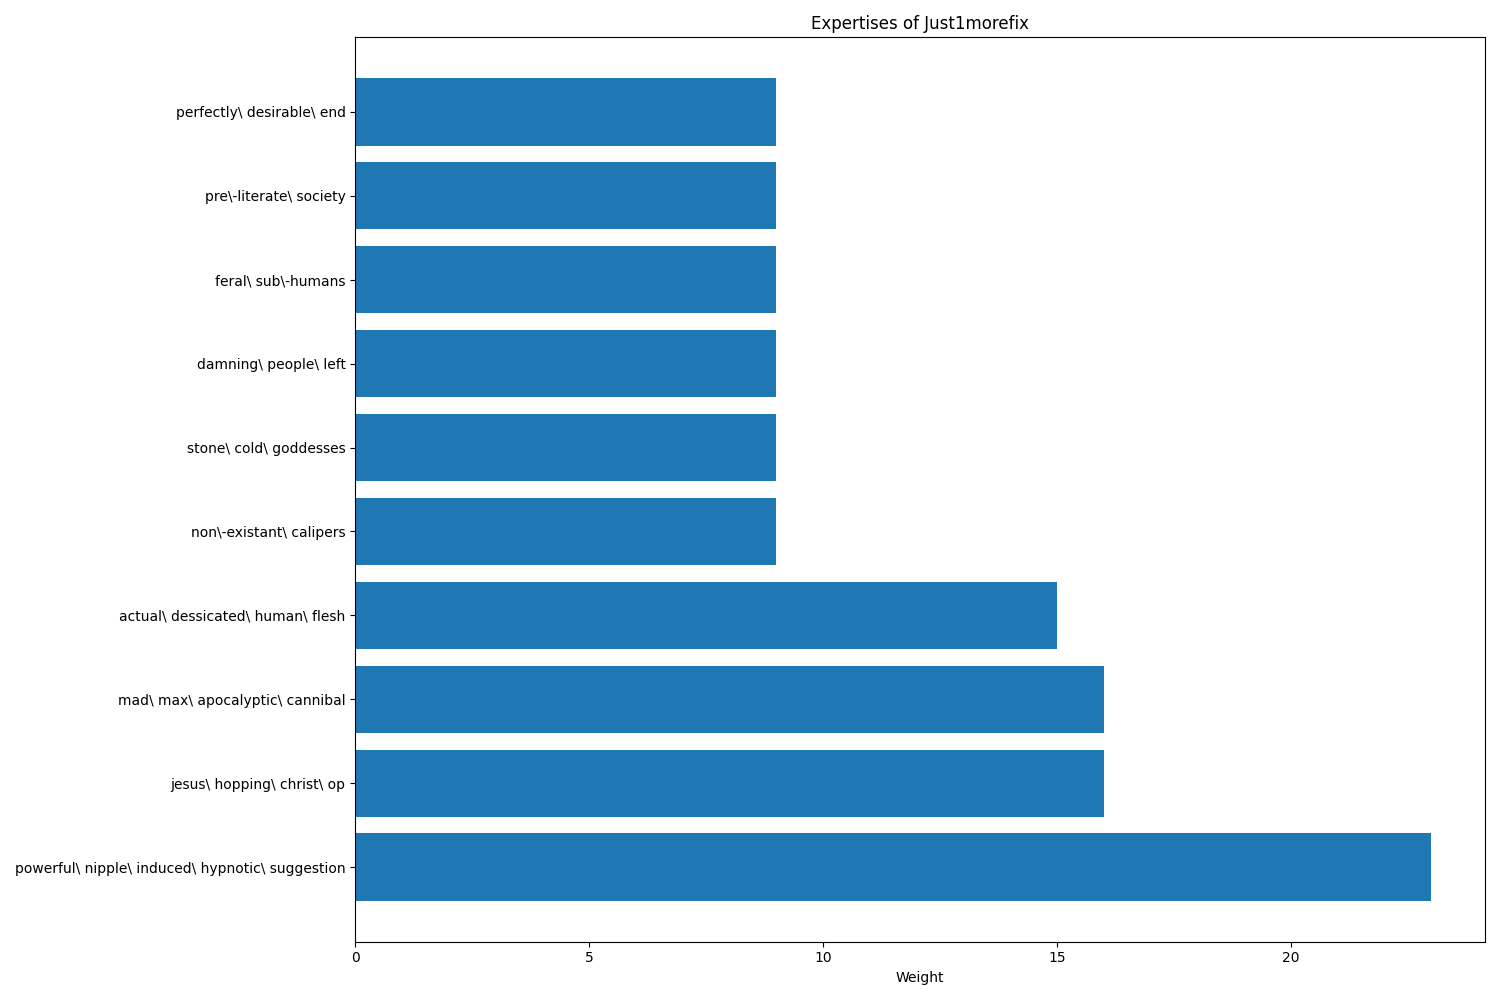 Expertises of Just1morefix
perfectly\ desirable\ end
pre\-literate\ society
feral\ sub\-humans
damning\ people\ left
stone\ cold\ goddesses
non\-existant\ calipers
actual\ dessicated\ human\ flesh
mad\ max\ apocalyptic\ cannibal
jesus\ hopping\ christ\ op
powerful\ nipple\ induced\ hypnotic\ suggestion
0 5 10 15 20
Weight